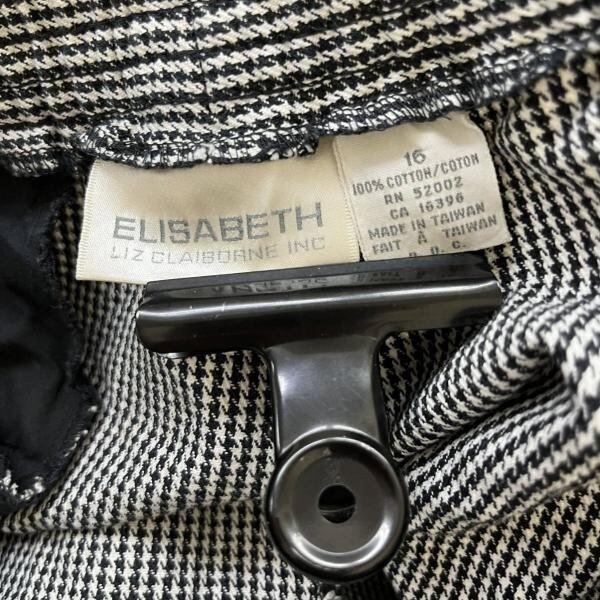 ELISABETH
LIZ CLAIBORNE INC
16
100% COTTON/COTON
RN 52002
CA 16396
MADE IN TAIWAN
FAIT À TAIWAN
R.O.C.